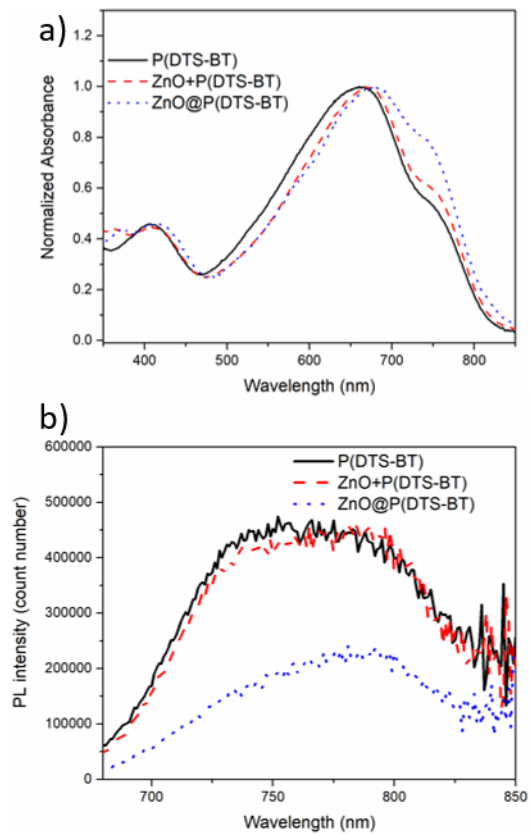 a)
P(DTS-BT)
ZnO+P(DTS-BT)
ZnO@P(DTS-BT)
1.2
1.0
0.8
0.6
0.4
0.2
0.0
Normalized Absorbance
400 500 600 700 800
Wavelength (nm)
b)
P(DTS-BT)
ZnO+P(DTS-BT)
ZnO@P(DTS-BT)
600000
500000
400000
300000
200000
100000
0
PL intensity (count number)
700 750 800 850
Wavelength (nm)